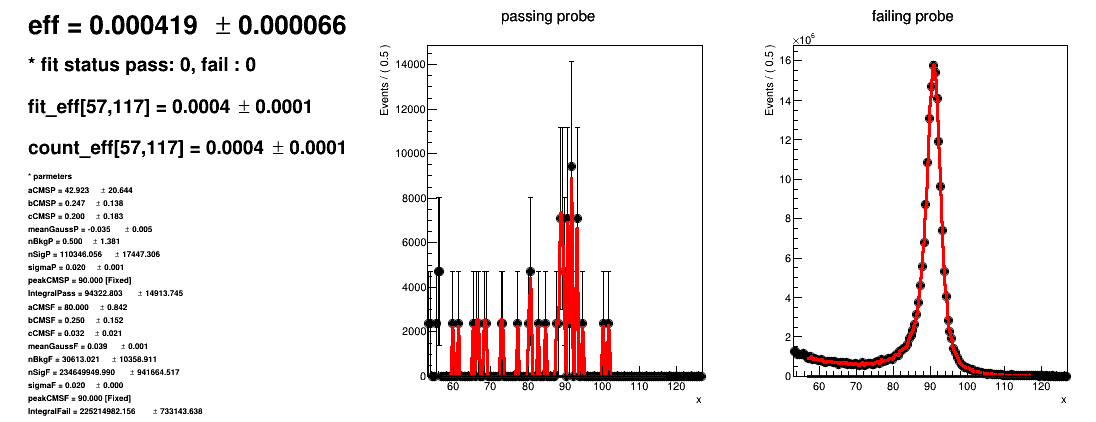 eff = 0.000419 ± 0.000066
* fit status pass: 0, fail : 0
fit_eff[57,117] = 0.0004 ± 0.0001
count_eff[57,117] = 0.0004 ± 0.0001
* parmeters
aCMSP = 42.923 ± 20.644
bCMSP = 0.247 ± 0.138
cCMSP = 0.200 ± 0.183
meanGaussP = -0.035 ± 0.005
nBkgP = 0.500 ± 1.381
nSigP = 110346.056 ± 17447.306
sigmaP = 0.020 ± 0.001
peakCMSP = 90.000 [Fixed]
IntegralPass = 94322.803 ± 14913.745
aCMSF = 80.000 ± 0.842
bCMSF = 0.250 ± 0.152
cCMSF = 0.032 ± 0.021
meanGaussF = 0.039 ± 0.001
nBkgF = 30613.021 ± 10358.911
nSigF = 234649949.990 ± 941664.517
sigmaF = 0.020 ± 0.000
peakCMSF = 90.000 [Fixed]
IntegralFail = 225214982.156 ± 733143.638
passing probe
Events / ( 0.5 )
14000
12000
10000
8000
6000
4000
2000
0
60 70 80 90 100 110 120
x
failing probe
×10⁶
Events / ( 0.5 )
16
14
12
10
8
6
4
2
0
60 70 80 90 100 110 120
x